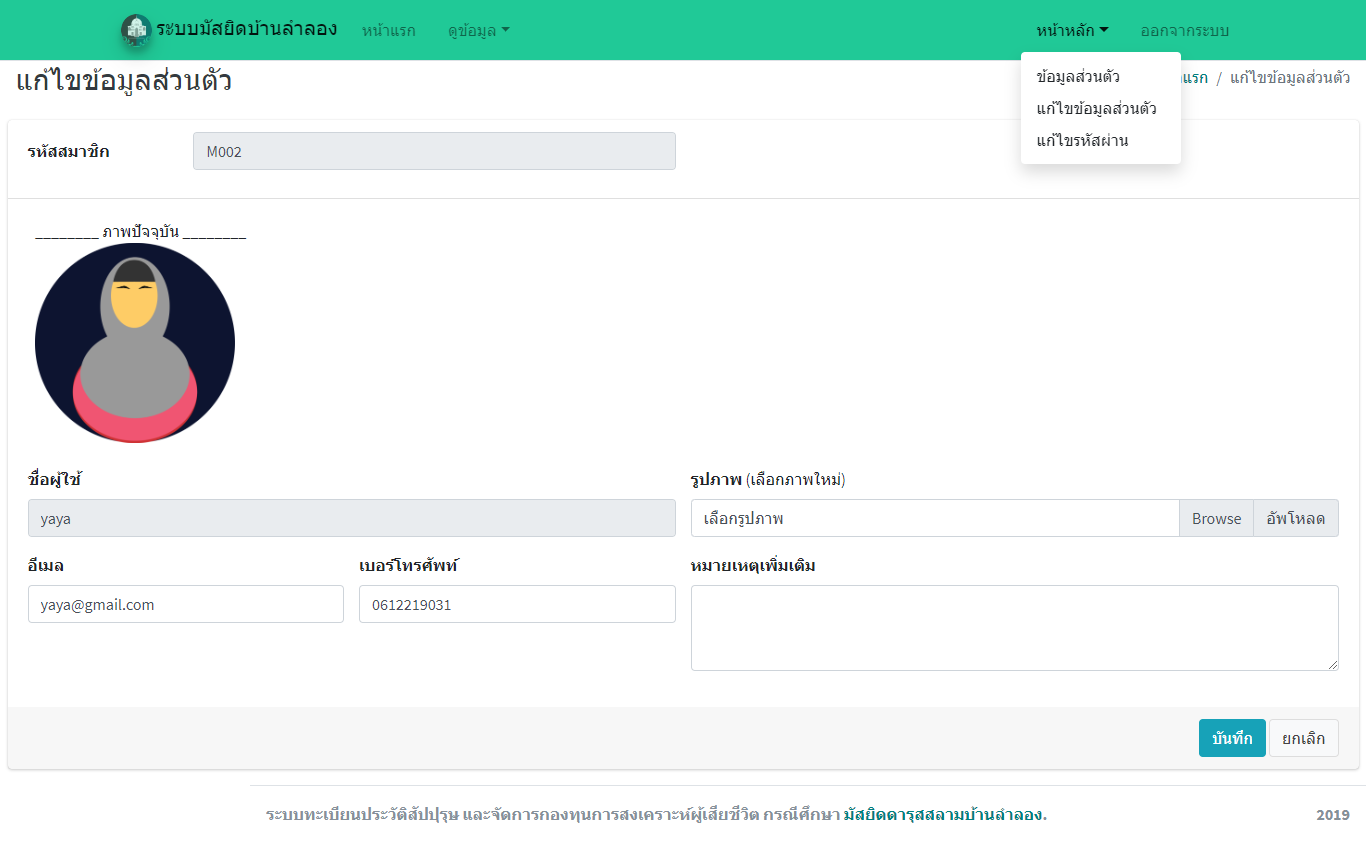 ระบบมัสยิดบ้านลำลอง หน้าแรก ดูข้อมูล หน้าหลัก ออกจากระบบ
แก้ไขข้อมูลส่วนตัว
ข้อมูลส่วนตัว
แก้ไขข้อมูลส่วนตัว
แก้ไขรหัสผ่าน
แรก / แก้ไขข้อมูลส่วนตัว
รหัสสมาชิก M002
________ ภาพปัจจุบัน ________
ชื่อผู้ใช้ รูปภาพ (เลือกภาพใหม่)
yaya เลือกรูปภาพ Browse อัพโหลด
อีเมล เบอร์โทรศัพท์ หมายเหตุเพิ่มเติม
yaya@gmail.com 0612219031
บันทึก ยกเลิก
ระบบทะเบียนประวัติสัปปุรุษ และจัดการกองทุนการสงเคราะห์ผู้เสียชีวิต กรณีศึกษา มัสยิดดารุสสลามบ้านลำลอง. 2019